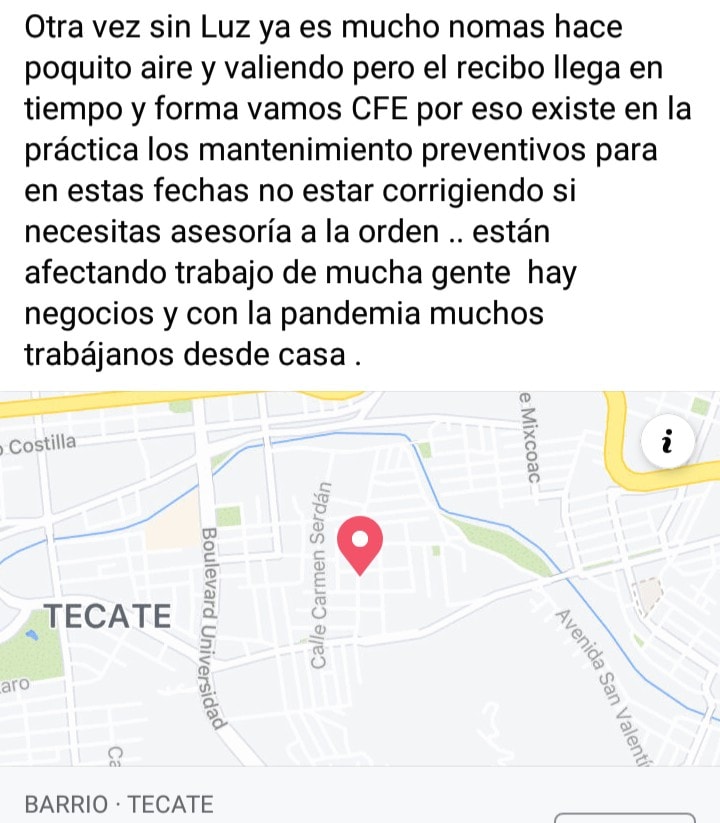 Otra vez sin Luz ya es mucho nomas hace
poquito aire y valiendo pero el recibo llega en
tiempo y forma vamos CFE por eso existe en la
práctica los mantenimiento preventivos para
en estas fechas no estar corrigiendo si
necesitas asesoría a la orden .. están
afectando trabajo de mucha gente  hay
negocios y con la pandemia muchos
trabájanos desde casa .
e Mixcoac
i
o Costilla
Calle Carmen Serdán
Boulevard Universidad
TECATE
Avenida San Valentí
aro
Ca
BARRIO · TECATE